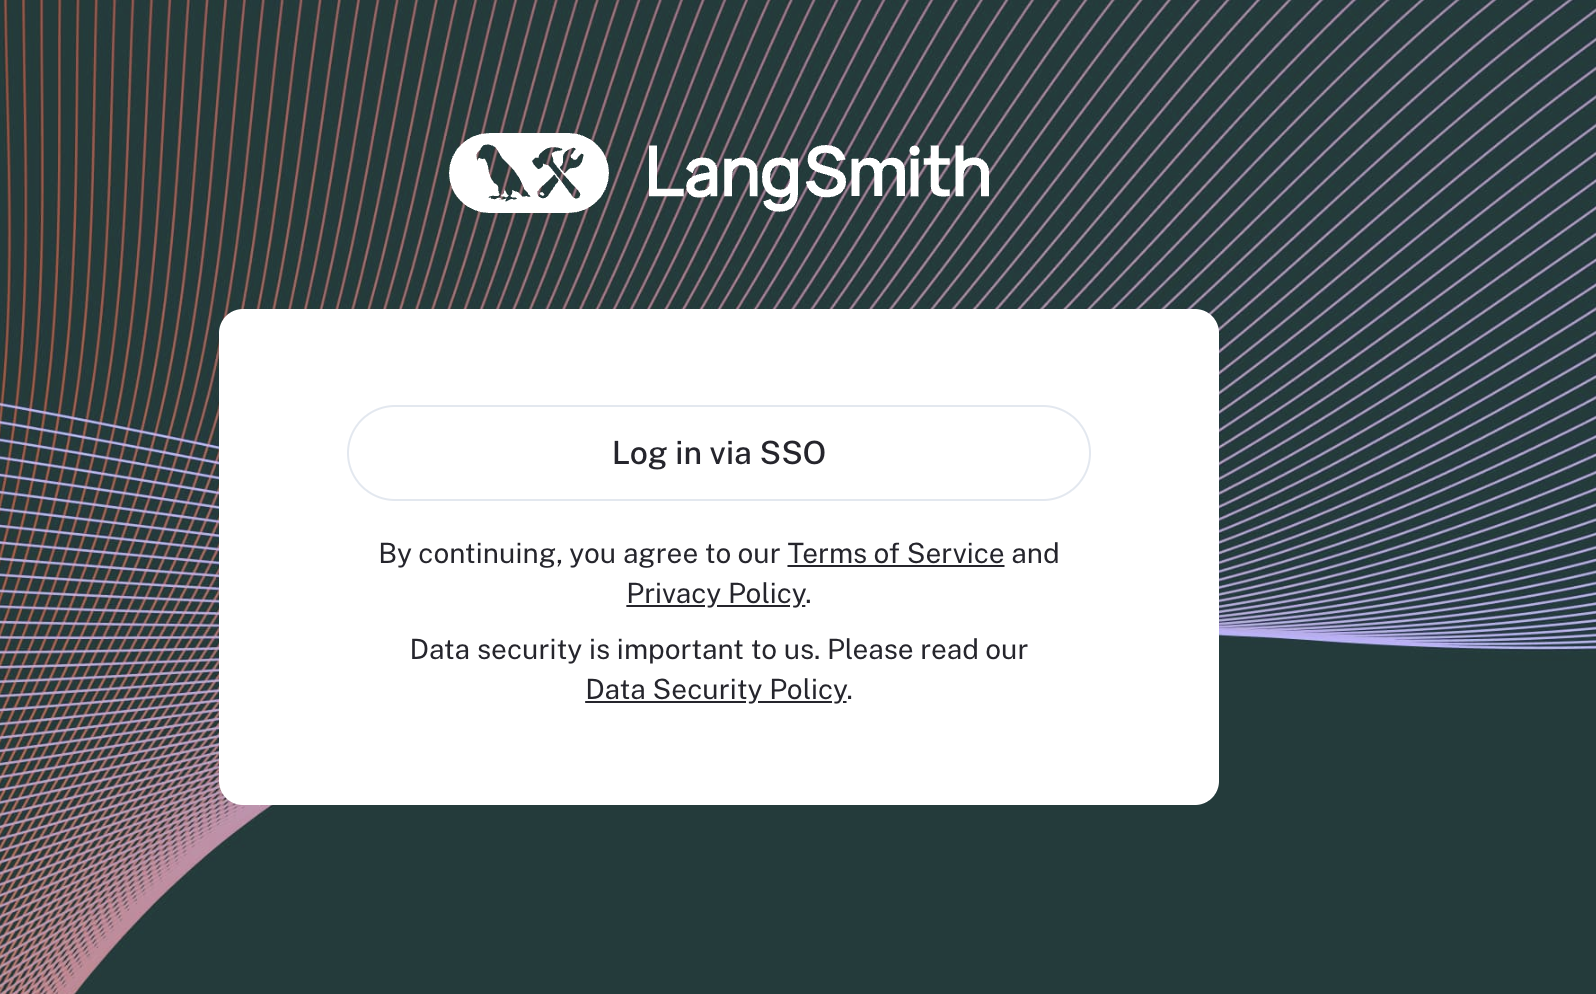 LangSmith
Log in via SSO
By continuing, you agree to our Terms of Service and
Privacy Policy.
Data security is important to us. Please read our
Data Security Policy.